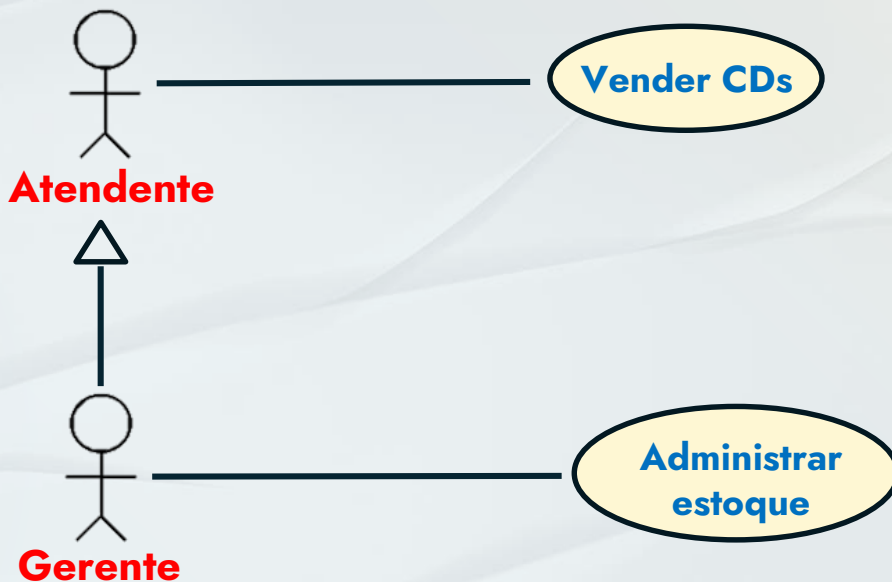 Vender CDs
Atendente
Administrar
estoque
Gerente